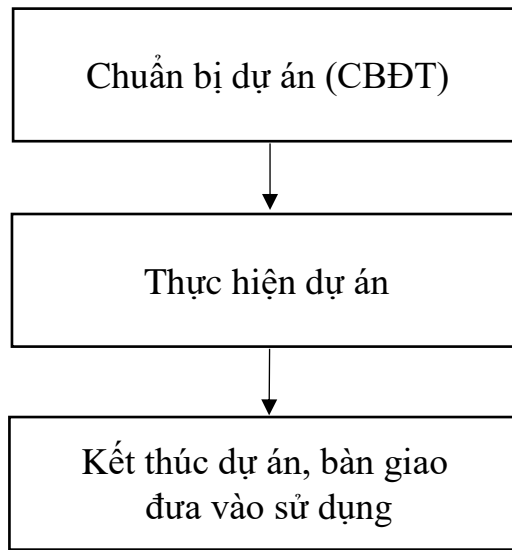 Chuẩn bị dự án (CBĐT)
Thực hiện dự án
Kết thúc dự án, bàn giao
đưa vào sử dụng